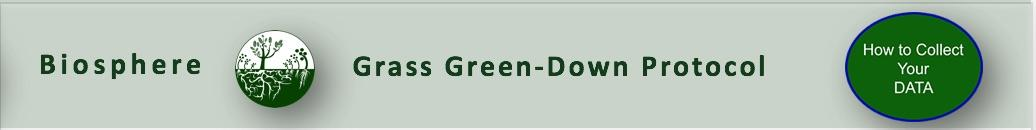 Biosphere Grass Green-Down Protocol
How to Collect
Your
DATA